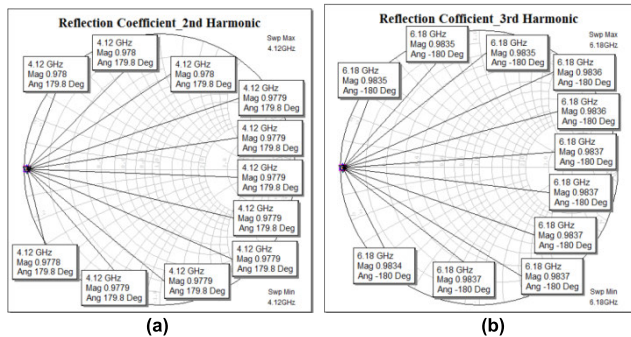 Reflection Coefficient_2nd Harmonic
Swp Max
4.12GHz
4.12 GHz
Mag 0.978
Ang 179.8 Deg
4.12 GHz
Mag 0.978
Ang 179.8 Deg
4.12 GHz
Mag 0.978
Ang 179.8 Deg
4.12 GHz
Mag 0.9779
Ang 179.8 Deg
4.12 GHz
Mag 0.9779
Ang 179.8 Deg
4.12 GHz
Mag 0.9779
Ang 179.8 Deg
4.12 GHz
Mag 0.9779
Ang 179.8 Deg
4.12 GHz
Mag 0.9779
Ang 179.8 Deg
4.12 GHz
Mag 0.9779
Ang 179.8 Deg
4.12 GHz
Mag 0.9779
Ang 179.8 Deg
4.12 GHz
Mag 0.9778
Ang 179.8 Deg
Swp Min
4.12GHz
(a)
Reflection Cofficient_3rd Harmonic
Swp Max
6.18GHz
6.18 GHz
Mag 0.9835
Ang -180 Deg
6.18 GHz
Mag 0.9835
Ang -180 Deg
6.18 GHz
Mag 0.9835
Ang -180 Deg
6.18 GHz
Mag 0.9836
Ang -180 Deg
6.18 GHz
Mag 0.9836
Ang -180 Deg
6.18 GHz
Mag 0.9837
Ang -180 Deg
6.18 GHz
Mag 0.9837
Ang -180 Deg
6.18 GHz
Mag 0.9837
Ang -180 Deg
6.18 GHz
Mag 0.9837
Ang -180 Deg
6.18 GHz
Mag 0.9837
Ang -180 Deg
6.18 GHz
Mag 0.9834
Ang -180 Deg
Swp Min
6.18GHz
(b)